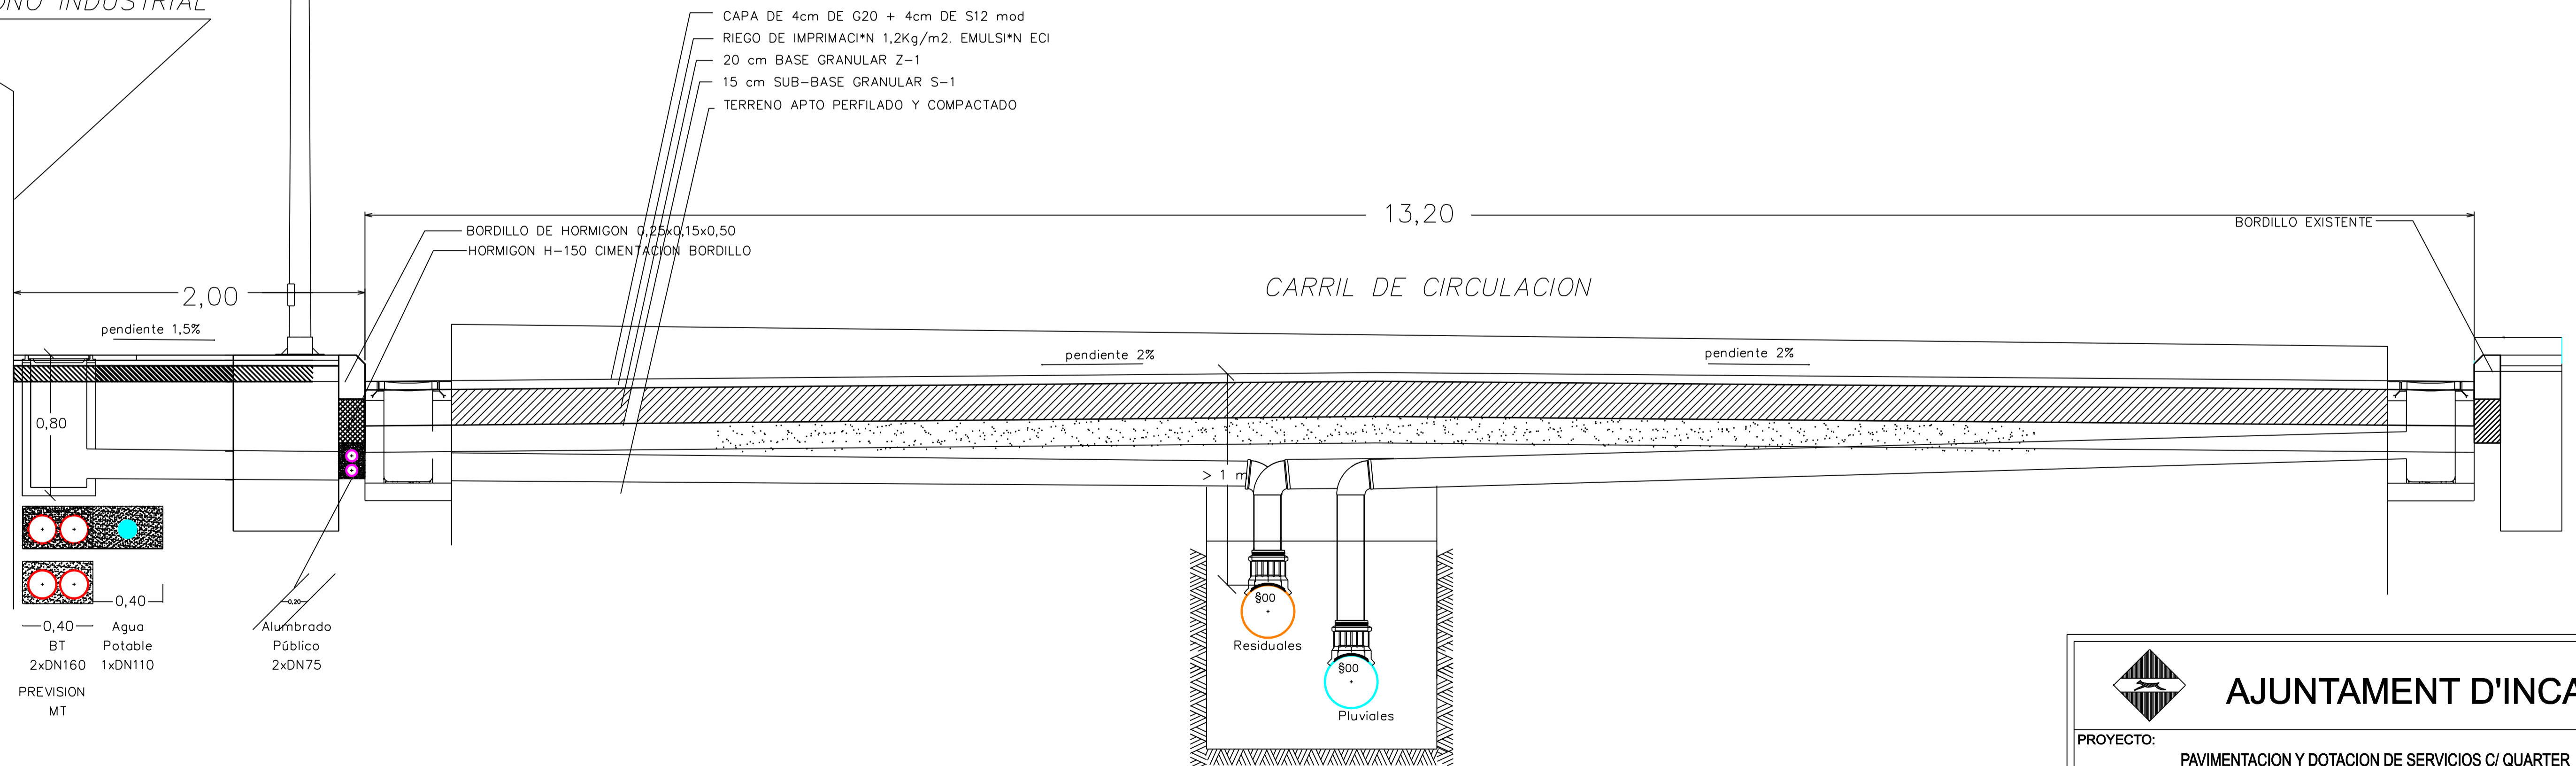 INDUSTRIAL
CAPA DE 4cm DE G20 + 4cm DE S12 mod
RIEGO DE IMPRIMACI*N 1,2Kg/m2. EMULSI*N ECI
20 cm BASE GRANULAR Z-1
15 cm SUB-BASE GRANULAR S-1
TERRENO APTO PERFILADO Y COMPACTADO
13,20
BORDILLO EXISTENTE
BORDILLO DE HORMIGON 0,25x0,15x0,50
HORMIGON H-150 CIMENTACION BORDILLO
CARRIL DE CIRCULACION
2,00
pendiente 1,5%
pendiente 2%
pendiente 2%
0,80
> 1 m
0,40
0,20
§00
Residuales
§00
Pluviales
0,40
BT
2xDN160
Agua
Potable
1xDN110
Alumbrado
Público
2xDN75
PREVISION
MT
AJUNTAMENT D'INCA
PROYECTO:
PAVIMENTACION Y DOTACION DE SERVICIOS C/ QUARTER